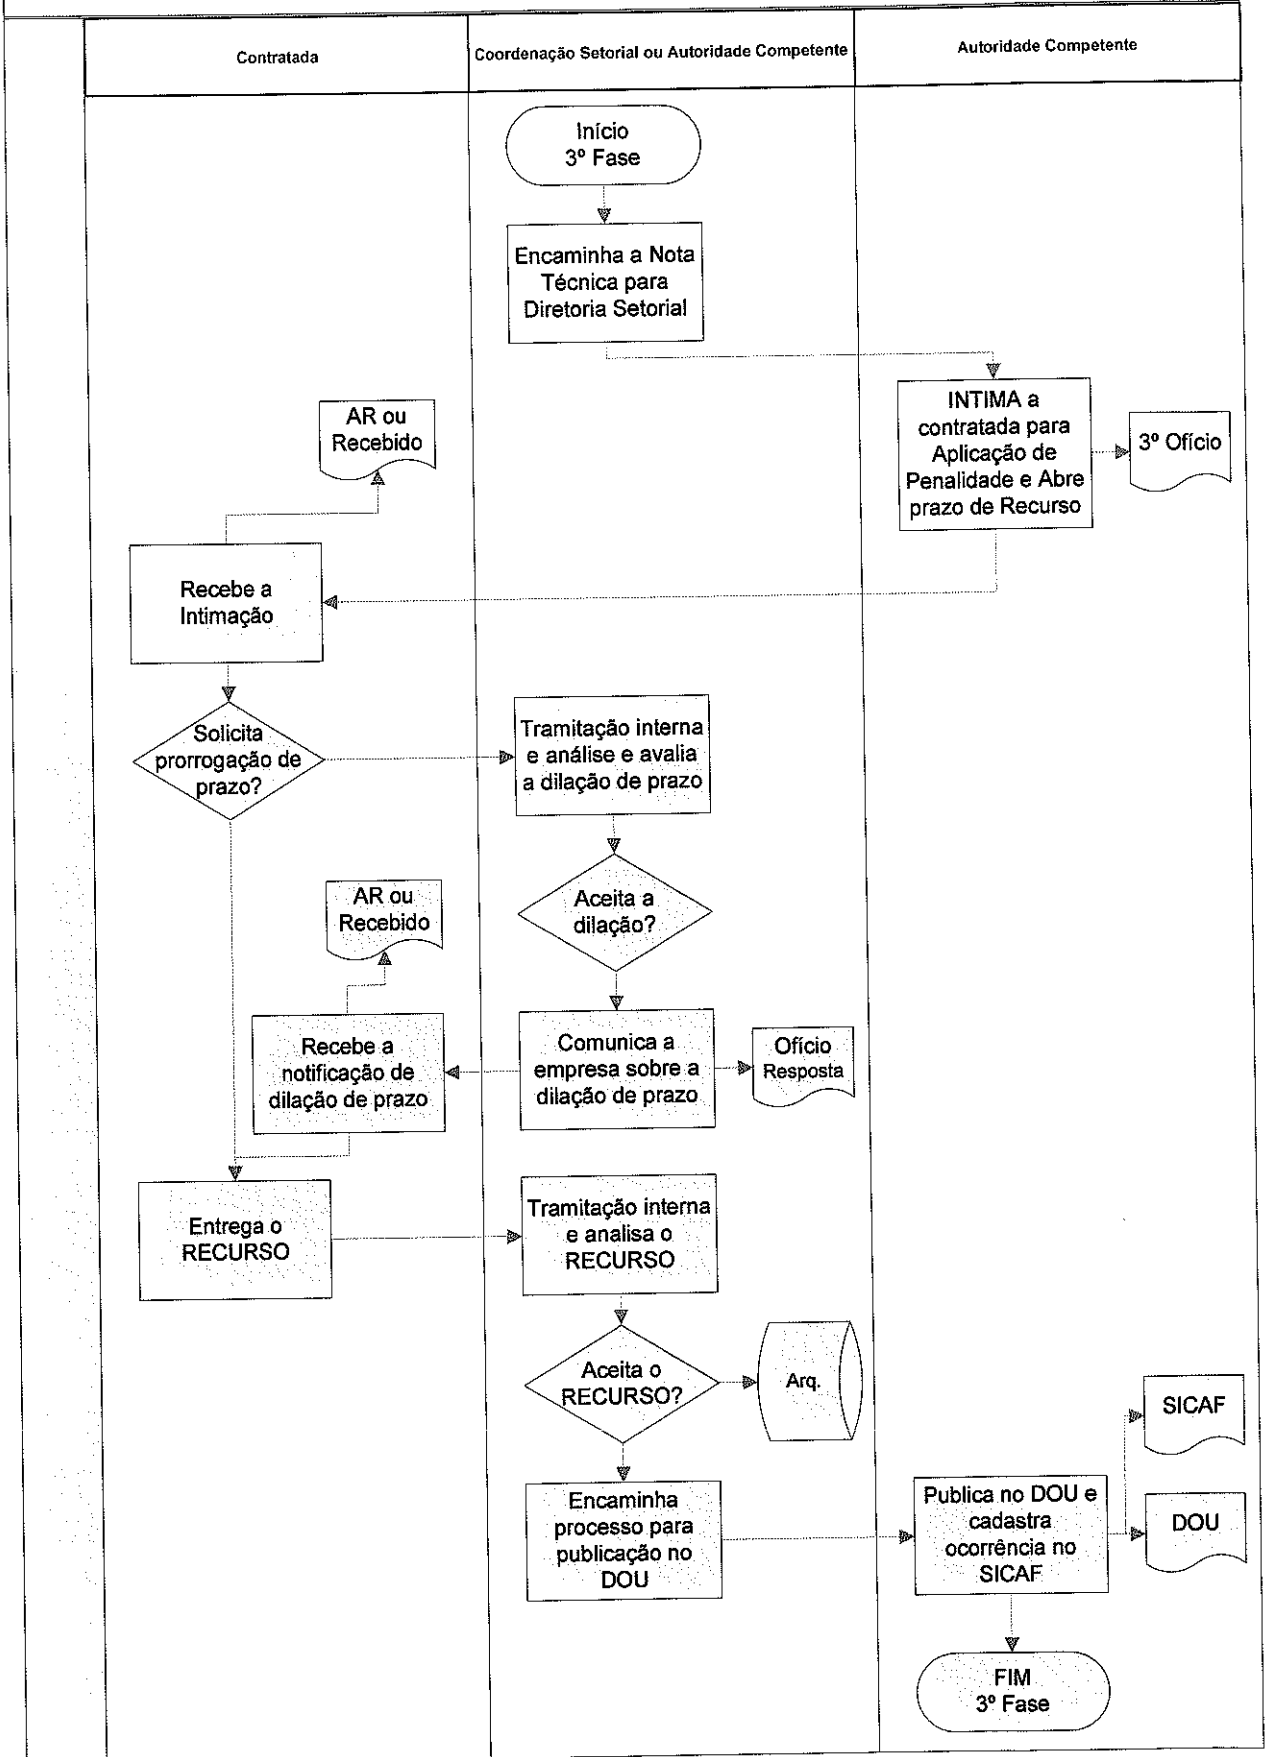 Contratada
Coordenação Setorial ou Autoridade Competente
Autoridade Competente
Início
3º Fase
Encaminha a Nota
Técnica para
Diretoria Setorial
INTIMA a
contratada para
Aplicação de
Penalidade e Abre
prazo de Recurso
3º Ofício
AR ou
Recebido
Recebe a
Intimação
Solicita
prorrogação de
prazo?
Tramitação interna
e análise e avalia
a dilação de prazo
Aceita a
dilação?
AR ou
Recebido
Recebe a
notificação de
dilação de prazo
Comunica a
empresa sobre a
dilação de prazo
Ofício
Resposta
Entrega o
RECURSO
Tramitação interna
e analisa o
RECURSO
Aceita o
RECURSO?
Arq.
SICAF
Encaminha
processo para
publicação no
DOU
Publica no DOU e
cadastra
ocorrência no
SICAF
DOU
FIM
3º Fase